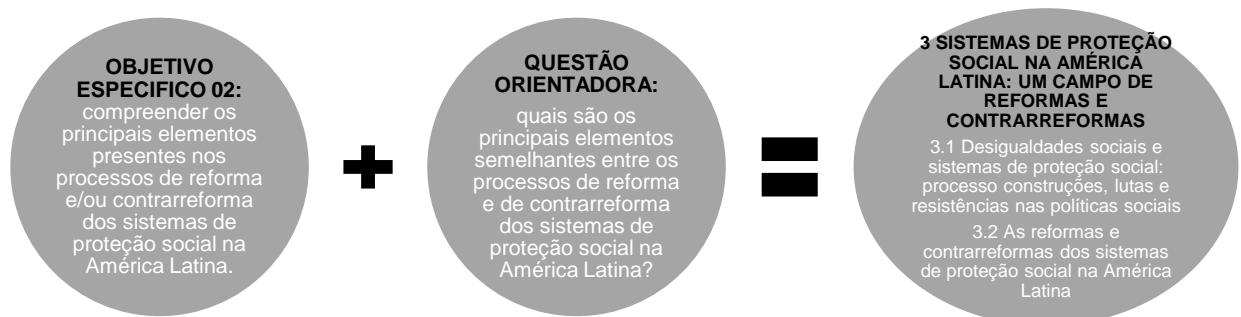 OBJETIVO
ESPECIFICO 02:
compreender os
principais elementos
presentes nos
processos de reforma
e/ou contrarreforma
dos sistemas de
proteção social na
América Latina.
QUESTÃO
ORIENTADORA:
quais são os
principais elementos
semelhantes entre os
processos de reforma
e de contrarreforma
dos sistemas de
proteção social na
América Latina?
3 SISTEMAS DE PROTEÇÃO
SOCIAL NA AMÉRICA
LATINA: UM CAMPO DE
REFORMAS E
CONTRARREFORMAS
3.1 Desigualdades sociais e
sistemas de proteção social:
processo construções, lutas e
resistências nas políticas sociais
3.2 As reformas e
contrarreformas dos sistemas
de proteção social na América
Latina